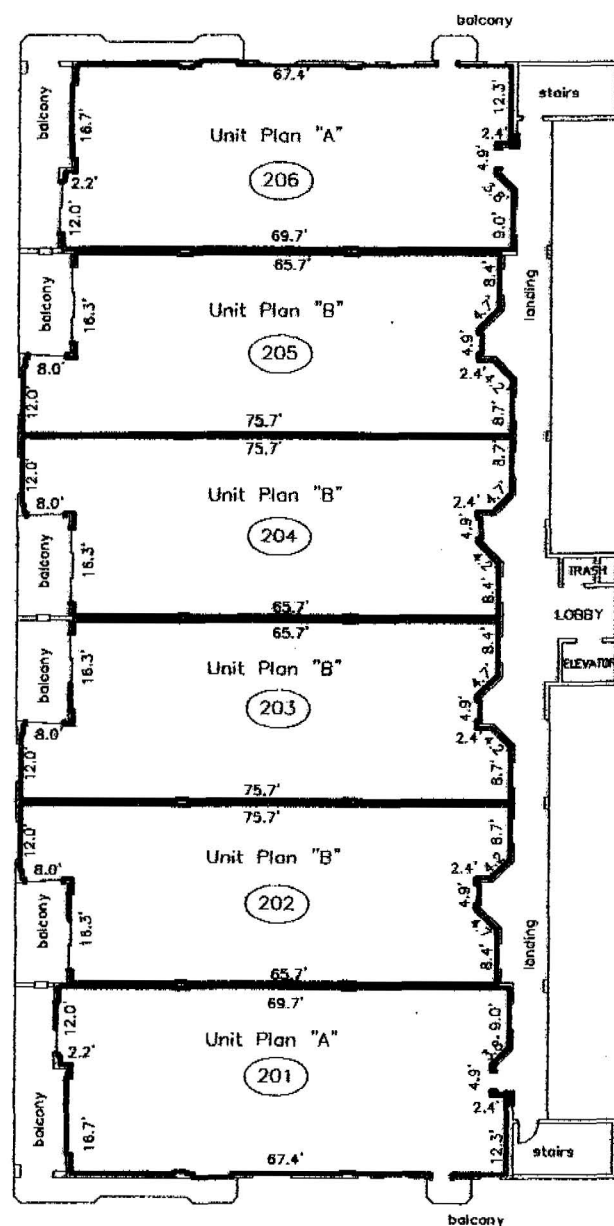 balcony
67.4'
12.3'
stairs
balcony
16.7'
Unit Plan "A"
2.4'
4.9'
206
2.2'
3.8'
12.0'
9.0'
69.7'
65.7'
8.4'
landing
balcony
16.3'
Unit Plan "B"
4.9'
205
8.0'
2.4'
12.0'
8.7'
75.7'
75.7'
12.0'
8.7'
Unit Plan "B"
8.0'
2.4'
4.9'
204
balcony
16.3'
8.4'
TRASH
65.7'
LOBBY
65.7'
8.4'
ELEVATOR
balcony
16.3'
Unit Plan "B"
203
4.9'
8.0'
2.4'
12.0'
8.7'
75.7'
75.7'
12.0'
8.7'
Unit Plan "B"
8.0'
2.4'
4.9'
202
balcony
16.3'
8.4'
landing
65.7'
69.7'
12.0'
9.0'
Unit Plan "A"
2.2'
4.9'
201
2.4'
balcony
16.7'
12.3'
stairs
67.4'
balcony